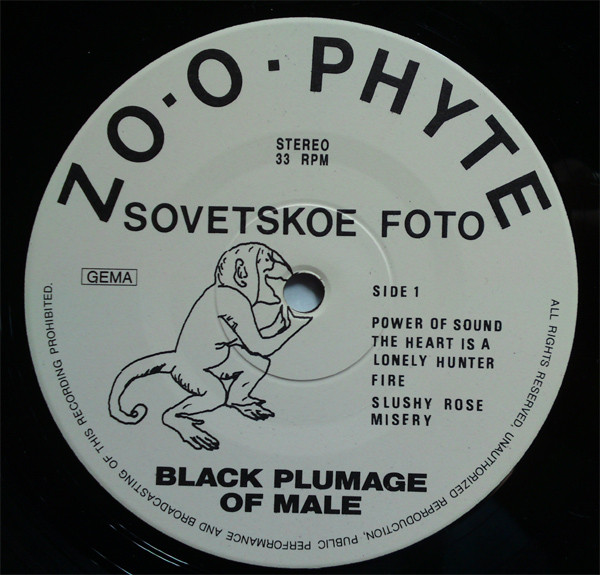 ZO·O·PHYTE
STEREO
33 RPM
SOVETSKOE FOTO
GEMA
SIDE 1
POWER OF SOUND
THE HEART IS A
LONELY HUNTER
FIRE
SLUSHY ROSE
MISERY
BLACK PLUMAGE
OF MALE
ALL RIGHTS RESERVED. UNAUTHORIZED REPRODUCTION, PUBLIC PERFORMANCE AND BROADCASTING OF THIS RECORDING PROHIBITED.